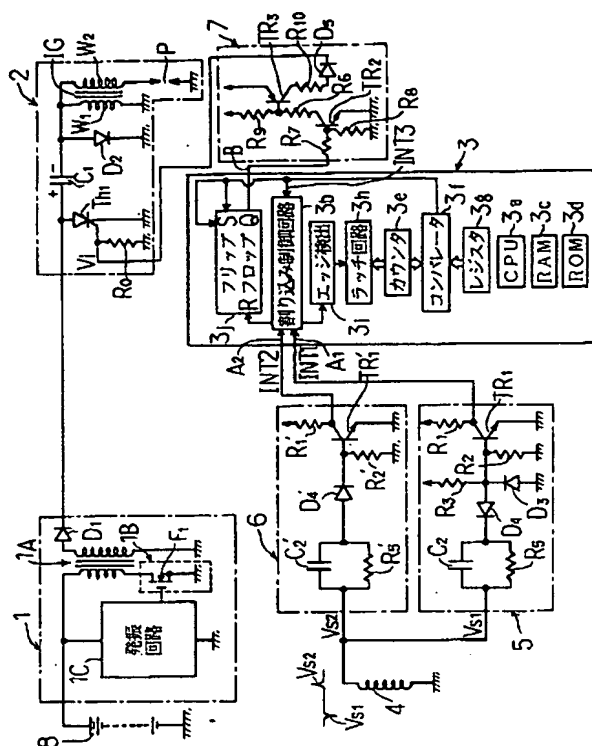 2
IG
W2
P
W1
D2
C1
Th1
V1
R0
7
TR3
R10
D5
R9
R6
TR2
R7
R8
B
INT3
3
3b
3h
3e
3f
3g
3a
3c
3d
S
Q
R
フリップ
フロップ
割り込み制御回路
エッジ検出
ラッチ回路
カウンタ
コンパレータ
レジスタ
CPU
RAM
ROM
3j
3i
A2
INT2
INT1
A1
1
1A
D1
1B
F1
発振回路
1C
8
6
R1'
TR1'
R2'
D4'
C2'
R5'
VS2
R1
TR1
R2
R3
D3
D4
C2
R5
VS1
5
VS2
VS1
4